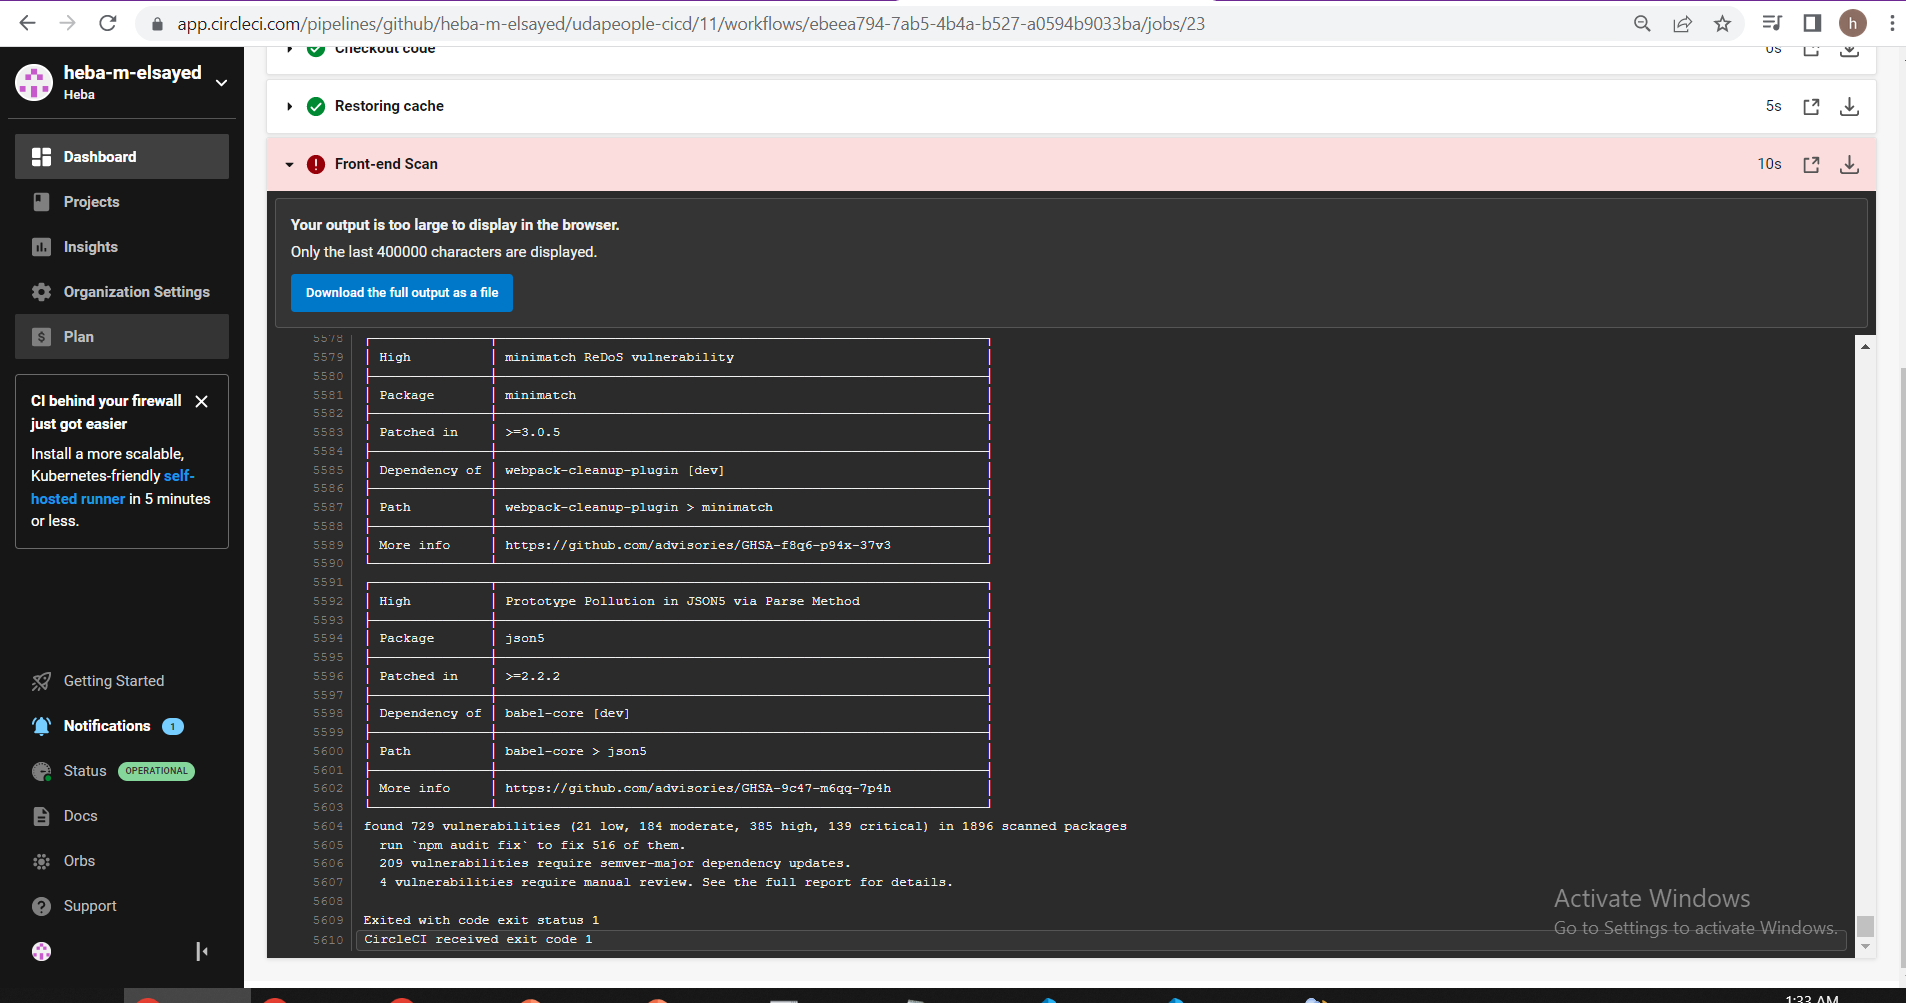 app.circleci.com/pipelines/github/heba-m-elsayed/udapeople-cicd/11/workflows/ebeea794-7ab5-4b4a-b527-a0594b9033ba/jobs/23
h
heba-m-elsayed
Heba
Dashboard
Projects
Insights
Organization Settings
$ Plan
CI behind your firewall
just got easier
Install a more scalable,
Kubernetes-friendly self-
hosted runner in 5 minutes
or less.
Getting Started
Notifications 1
Status OPERATIONAL
Docs
Orbs
Support
Checkout code 0s
Restoring cache 5s
Front-end Scan 10s
Your output is too large to display in the browser.
Only the last 400000 characters are displayed.
Download the full output as a file
5578
5579 High minimatch ReDoS vulnerability
5580
5581 Package minimatch
5582
5583 Patched in >=3.0.5
5584
5585 Dependency of webpack-cleanup-plugin [dev]
5586
5587 Path webpack-cleanup-plugin > minimatch
5588
5589 More info https://github.com/advisories/GHSA-f8q6-p94x-37v3
5590
5591
5592 High Prototype Pollution in JSON5 via Parse Method
5593
5594 Package json5
5595
5596 Patched in >=2.2.2
5597
5598 Dependency of babel-core [dev]
5599
5600 Path babel-core > json5
5601
5602 More info https://github.com/advisories/GHSA-9c47-m6qq-7p4h
5603
5604 found 729 vulnerabilities (21 low, 184 moderate, 385 high, 139 critical) in 1896 scanned packages
5605 run `npm audit fix` to fix 516 of them.
5606 209 vulnerabilities require semver-major dependency updates.
5607 4 vulnerabilities require manual review. See the full report for details.
5608
5609 Exited with code exit status 1
5610 CircleCI received exit code 1
Activate Windows
Go to Settings to activate Windows.
1:33 AM